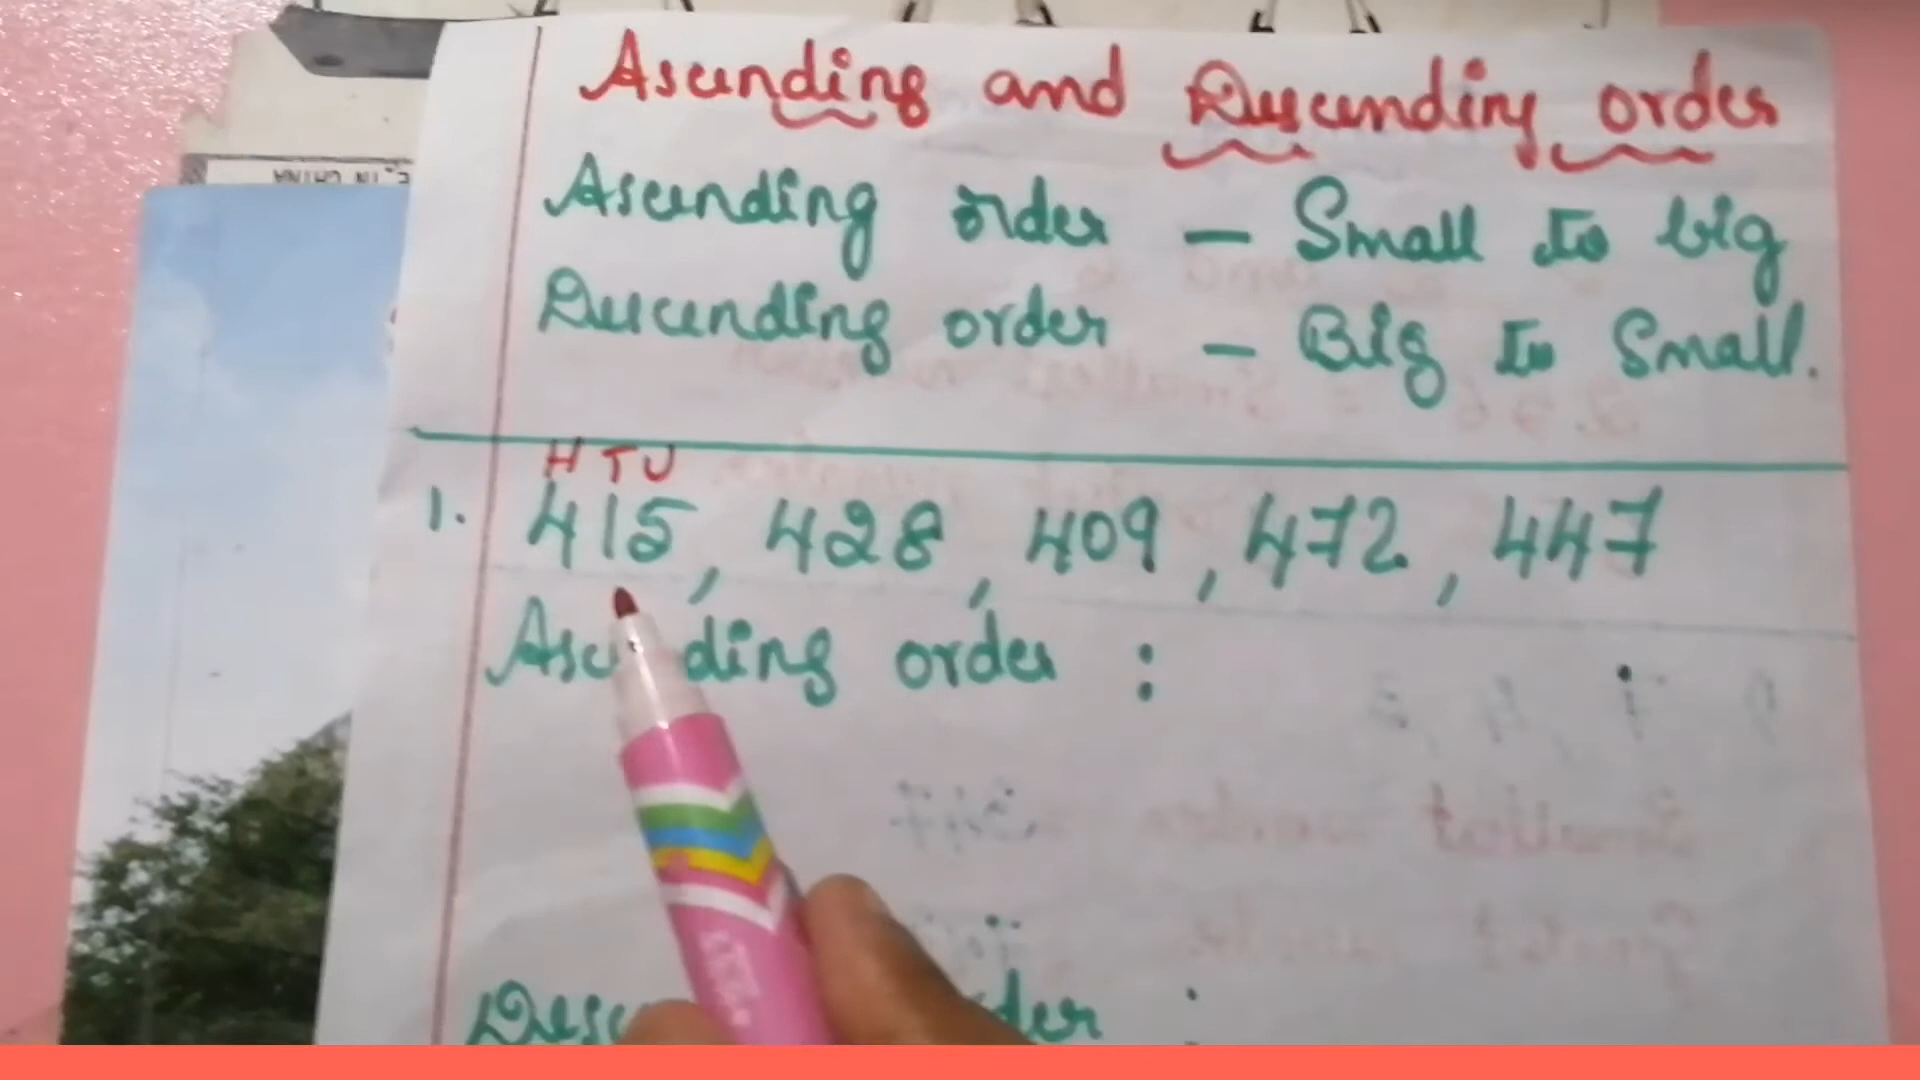 Ascending and Descending order
Ascending order - Small to big
Descending order - Big to Small.
H T U
1. 415, 428, 409, 472, 447
Ascending order :